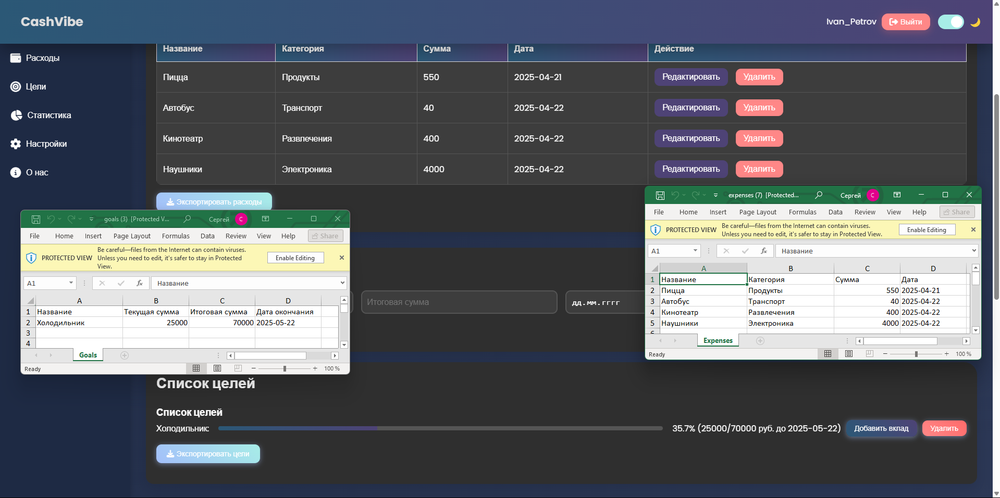 CashVibe
Ivan_Petrov
Выйти
Расходы
Цели
Статистика
Настройки
О нас
Название Категория Сумма Дата Действие
Пицца Продукты 550 2025-04-21 Редактировать Удалить
Автобус Транспорт 40 2025-04-22 Редактировать Удалить
Кинотеатр Развлечения 400 2025-04-22 Редактировать Удалить
Наушники Электроника 4000 2025-04-22 Редактировать Удалить
Экспортировать расходы
goals (3) [Protected V... Сергей С
File Home Insert Page Layout Formulas Data Review View Help Share
PROTECTED VIEW
Be careful—files from the Internet can contain viruses.
Unless you need to edit, it's safer to stay in Protected
View.
Enable Editing
A1 fx Название
A B C D
1 Название Текущая сумма Итоговая сумма Дата окончания
2 Холодильник 25000 70000 2025-05-22
3
4
Goals
Ready 100 %
Итоговая сумма
дд.мм.гггг
expenses (7) [Protected... Сергей С
File Home Insert Page Layout Formulas Data Review View Help Share
PROTECTED VIEW
Be careful—files from the Internet can contain viruses.
Unless you need to edit, it's safer to stay in Protected View.
Enable Editing
A1 fx Название
A B C D
1 Название Категория Сумма Дата
2 Пицца Продукты 550 2025-04-21
3 Автобус Транспорт 40 2025-04-22
4 Кинотеатр Развлечения 400 2025-04-22
5 Наушники Электроника 4000 2025-04-22
Expenses
Ready 100 %
Список целей
Список целей
Холодильник: 35.7% (25000/70000 руб. до 2025-05-22) Добавить вклад Удалить
Экспортировать цели